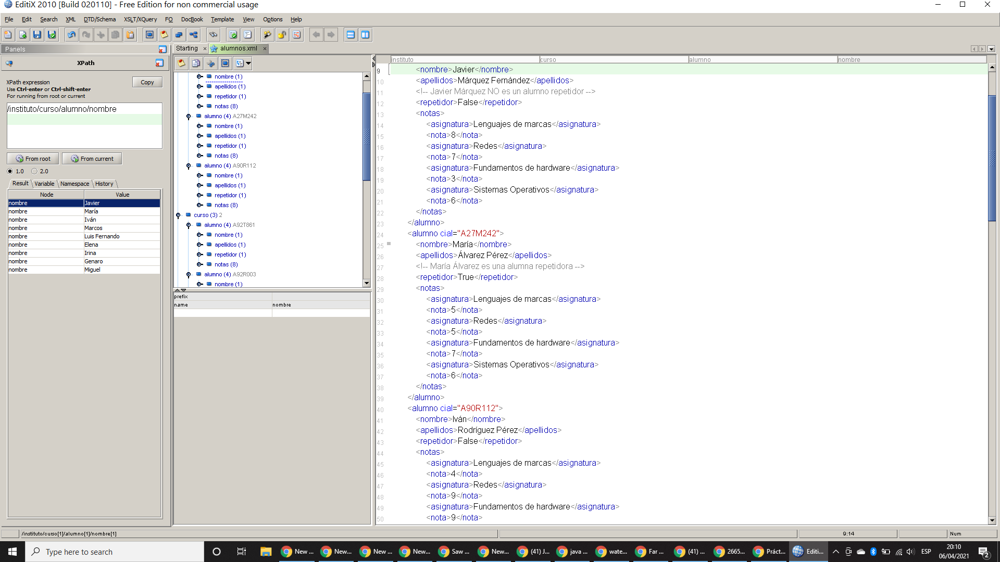 EditiX 2010 [Build 020110] - Free Edition for non commercial usage
File Edit Search XML DTD/Schema XSLT/XQuery FO DocBook Template View Options Help
Panels
XPath
XPath expression
Use Ctrl-enter or Ctrl-shift-enter
For running from root or current
Copy
/instituto/curso/alumno/nombre
From root From current
1.0 2.0
Result Variable Namespace History
Node Value
nombre Javier
nombre María
nombre Iván
nombre Marcos
nombre Luis Fernando
nombre Elena
nombre Irina
nombre Genaro
nombre Miguel
Starting × alumnos.xml ×
nombre (1)
apellidos (1)
repetidor (1)
notas (8)
alumno (4) A27M242
nombre (1)
apellidos (1)
repetidor (1)
notas (8)
alumno (4) A90R112
nombre (1)
apellidos (1)
repetidor (1)
notas (8)
curso (3) 2
alumno (4) A92T861
nombre (1)
apellidos (1)
repetidor (1)
notas (8)
alumno (4) A92R003
nombre (1)
prefix
name nombre
instituto curso alumno nombre
9 <nombre>Javier</nombre>
10 <apellidos>Márquez Fernández</apellidos>
11 <!-- Javier Márquez NO es un alumno repetidor -->
12 <repetidor>False</repetidor>
13 <notas>
14 <asignatura>Lenguajes de marcas</asignatura>
15 <nota>8</nota>
16 <asignatura>Redes</asignatura>
17 <nota>7</nota>
18 <asignatura>Fundamentos de hardware</asignatura>
19 <nota>3</nota>
20 <asignatura>Sistemas Operativos</asignatura>
21 <nota>6</nota>
22 </notas>
23 </alumno>
24 <alumno cial="A27M242">
25 <nombre>María</nombre>
26 <apellidos>Álvarez Pérez</apellidos>
27 <!-- María Álvarez es una alumna repetidora -->
28 <repetidor>True</repetidor>
29 <notas>
30 <asignatura>Lenguajes de marcas</asignatura>
31 <nota>5</nota>
32 <asignatura>Redes</asignatura>
33 <nota>5</nota>
34 <asignatura>Fundamentos de hardware</asignatura>
35 <nota>7</nota>
36 <asignatura>Sistemas Operativos</asignatura>
37 <nota>6</nota>
38 </notas>
39 </alumno>
40 <alumno cial="A90R112">
41 <nombre>Iván</nombre>
42 <apellidos>Rodríguez Pérez</apellidos>
43 <repetidor>False</repetidor>
44 <notas>
45 <asignatura>Lenguajes de marcas</asignatura>
46 <nota>4</nota>
47 <asignatura>Redes</asignatura>
48 <nota>9</nota>
49 <asignatura>Fundamentos de hardware</asignatura>
50 <nota>9</nota>
/instituto/curso[1]/alumno[1]/nombre[1] 9:14 Num
Type here to search New ... New... New ... New... Saw ... New... (41) J... java ... wate... Far ... (41) ... 2665... Práct... Editi... ESP 20:10
06/04/2021 2